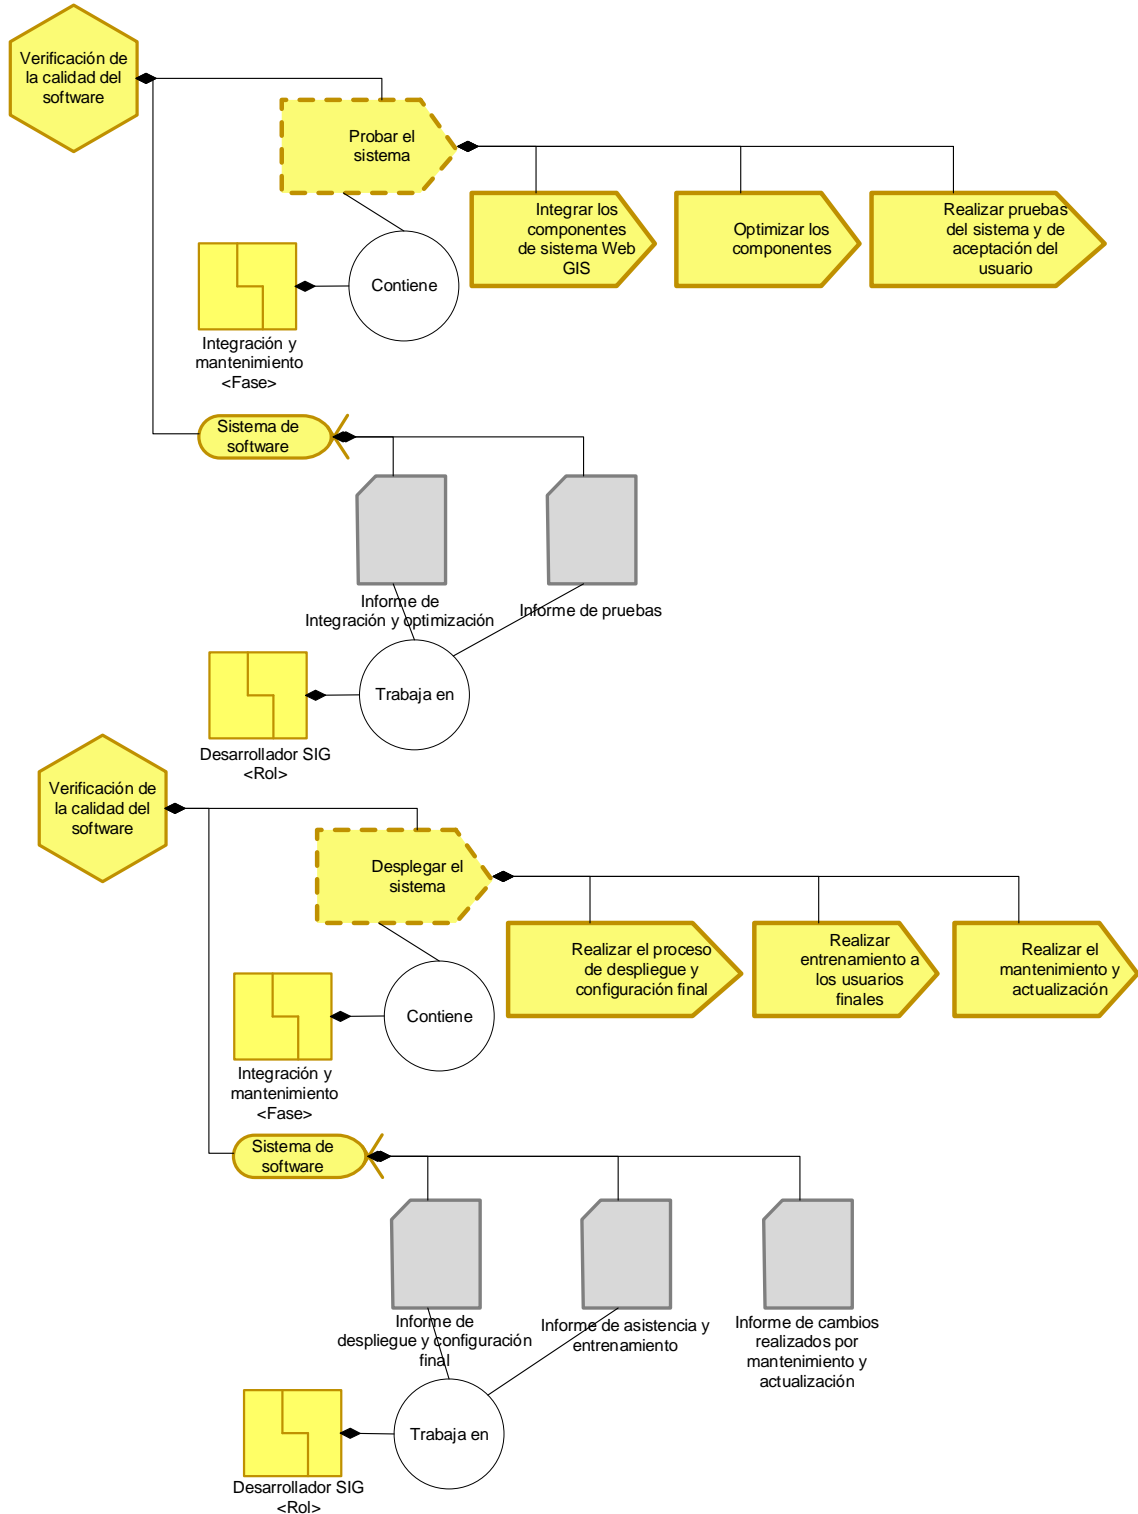 Verificación de
la calidad del
software
Probar el
sistema
Integrar los
componentes
de sistema Web
GIS
Optimizar los
componentes
Realizar pruebas
del sistema y de
aceptación del
usuario
Contiene
Integración y
mantenimiento
<Fase>
Sistema de
software
Informe de
Integración y optimización
Informe de pruebas
Trabaja en
Desarrollador SIG
<Rol>
Verificación de
la calidad del
software
Desplegar el
sistema
Realizar el proceso
de despliegue y
configuración final
Realizar
entrenamiento a
los usuarios
finales
Realizar el
mantenimiento y
actualización
Contiene
Integración y
mantenimiento
<Fase>
Sistema de
software
Informe de
despliegue y configuración
final
Informe de asistencia y
entrenamiento
Informe de cambios
realizados por
mantenimiento y
actualización
Trabaja en
Desarrollador SIG
<Rol>